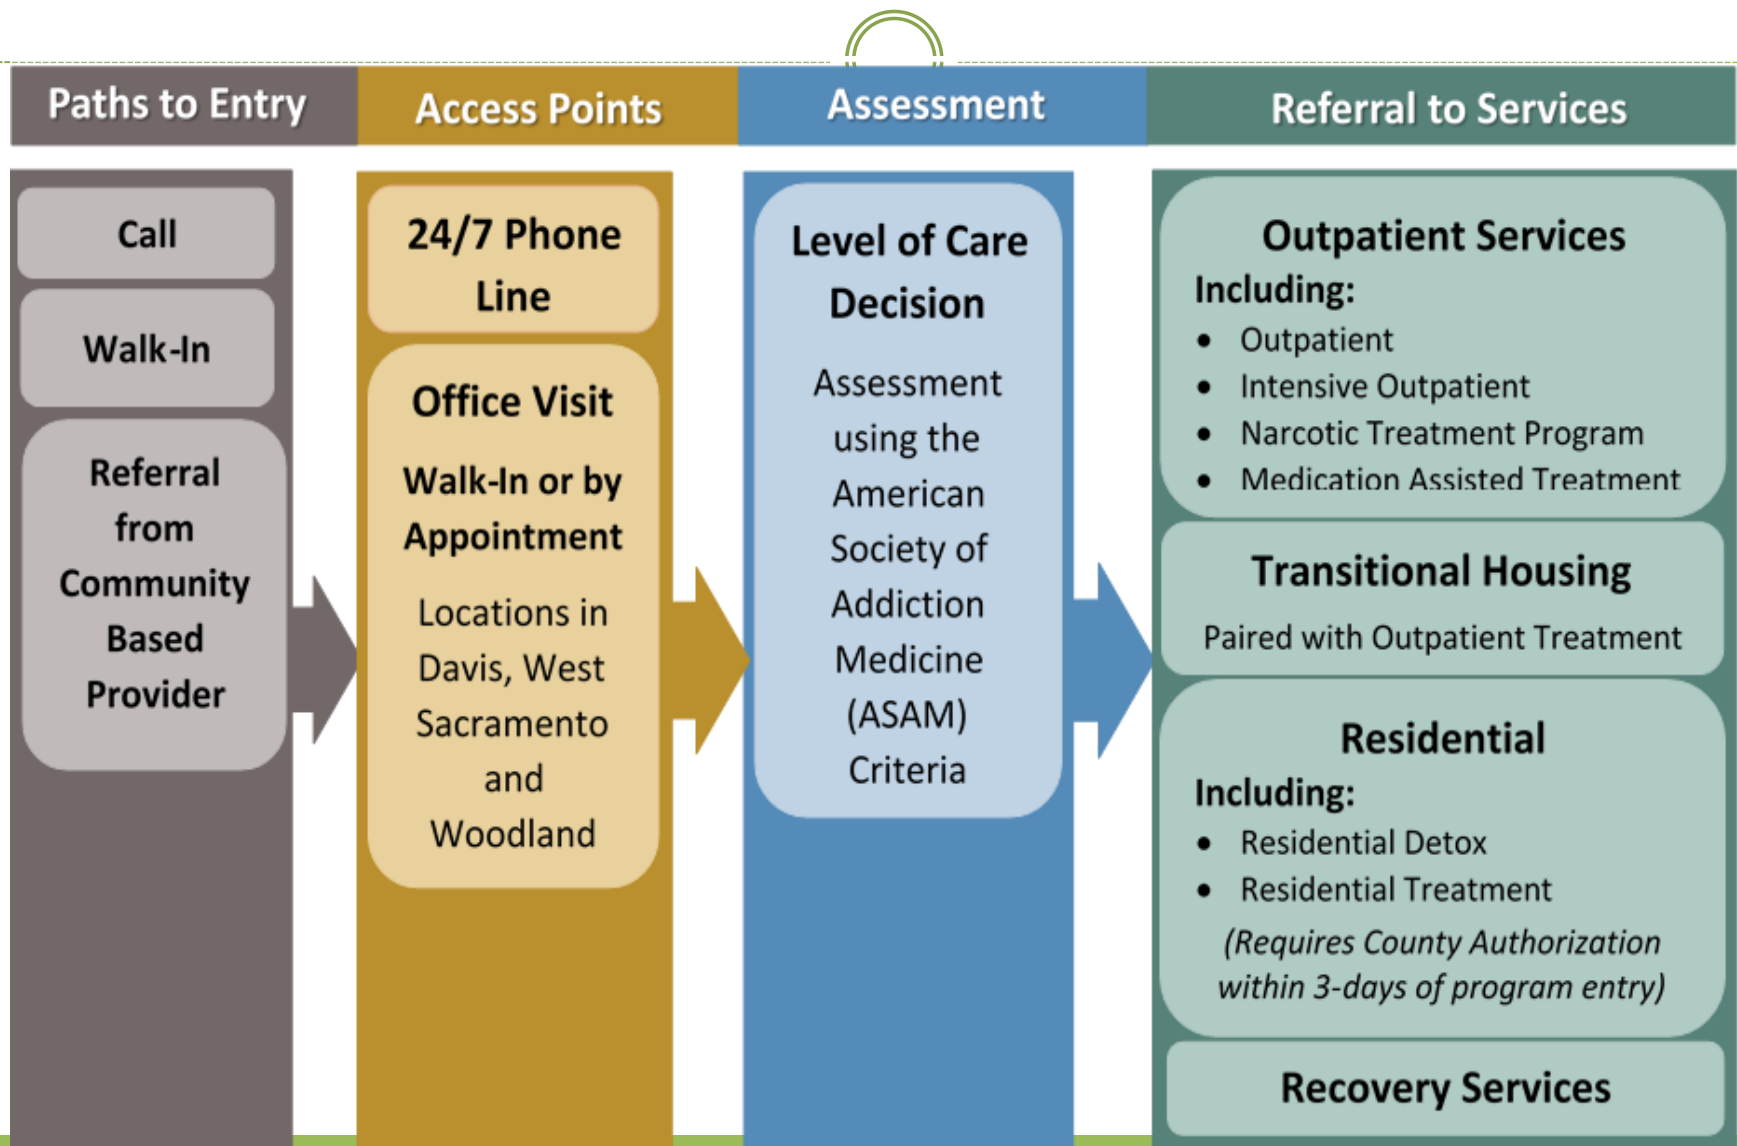 Paths to Entry
Access Points
Assessment
Referral to Services
Call
Walk-In
Referral
from
Community
Based
Provider
24/7 Phone
Line
Office Visit
Walk-In or by
Appointment
Locations in
Davis, West
Sacramento
and
Woodland
Level of Care
Decision
Assessment
using the
American
Society of
Addiction
Medicine
(ASAM)
Criteria
Outpatient Services
Including:
• Outpatient
• Intensive Outpatient
• Narcotic Treatment Program
• Medication Assisted Treatment
Transitional Housing
Paired with Outpatient Treatment
Residential
Including:
• Residential Detox
• Residential Treatment
(Requires County Authorization
within 3-days of program entry)
Recovery Services